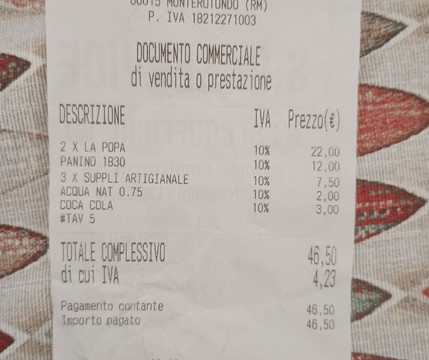 00015 MONTEROTONDO (RM)
P. IVA 18212271003
DOCUMENTO COMMERCIALE
di vendita o prestazione
DESCRIZIONE IVA Prezzo(€)
2 X LA POPA 10% 22,00
PANINO 1830 10% 12,00
3 X SUPPLI ARTIGIANALE 10% 7,50
ACQUA NAT 0.75 10% 2,00
COCA COLA 10% 3,00
#TAV 5
TOTALE COMPLESSIVO 46,50
di cui IVA 4,23
Pagamento contante 46,50
Importo pagato 46,50